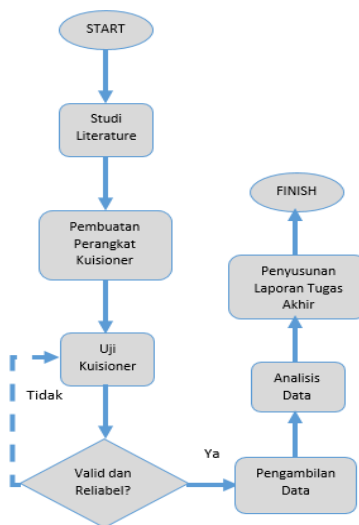 START
Studi
Literature
Pembuatan
Perangkat
Kuisioner
Uji
Kuisioner
Tidak
Valid dan
Reliabel?
Ya
Pengambilan
Data
Analisis
Data
Penyusunan
Laporan Tugas
Akhir
FINISH